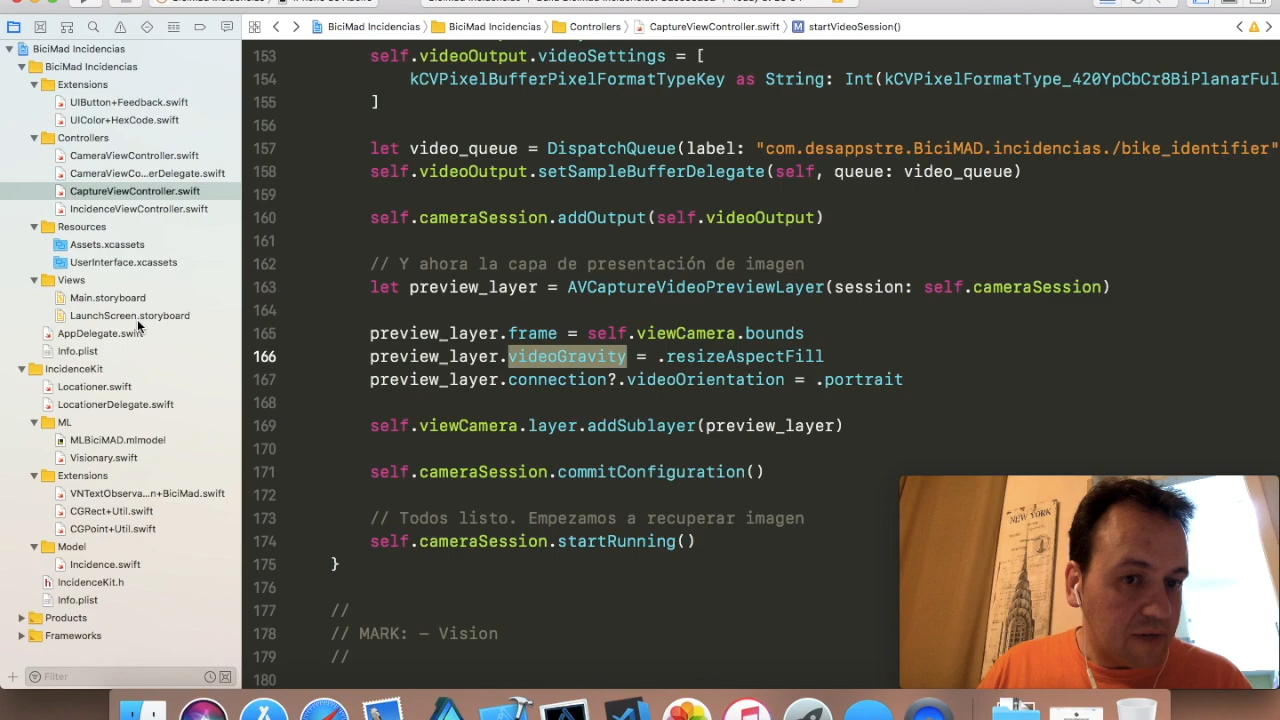 BiciMad Incidencias
BiciMad Incidencias
Controllers
CaptureViewController.swift
startVideoSession()
BiciMad Incidencias
BiciMad Incidencias
Extensions
UIButton+Feedback.swift
UIColor+HexCode.swift
Controllers
CameraViewController.swift
CameraViewCo...erDelegate.swift
CaptureViewController.swift
IncidenceViewController.swift
Resources
Assets.xcassets
UserInterface.xcassets
Views
Main.storyboard
LaunchScreen.storyboard
AppDelegate.swift
Info.plist
IncidenceKit
Locationer.swift
LocationerDelegate.swift
ML
MLBiciMAD.mlmodel
Visionary.swift
Extensions
VNTextObserva...n+BiciMad.swift
CGRect+Util.swift
CGPoint+Util.swift
Model
Incidence.swift
IncidenceKit.h
Info.plist
Products
Frameworks
Filter
153 self.videoOutput.videoSettings = [
154 kCVPixelBufferPixelFormatTypeKey as String: Int(kCVPixelFormatType_420YpCbCr8BiPlanarFul
155 ]
156
157 let video_queue = DispatchQueue(label: "com.desappstre.BiciMAD.incidencias./bike_identifier"
158 self.videoOutput.setSampleBufferDelegate(self, queue: video_queue)
159
160 self.cameraSession.addOutput(self.videoOutput)
161
162 // Y ahora la capa de presentación de imagen
163 let preview_layer = AVCaptureVideoPreviewLayer(session: self.cameraSession)
164
165 preview_layer.frame = self.viewCamera.bounds
166 preview_layer.videoGravity = .resizeAspectFill
167 preview_layer.connection?.videoOrientation = .portrait
168
169 self.viewCamera.layer.addSublayer(preview_layer)
170
171 self.cameraSession.commitConfiguration()
172
173 // Todos listo. Empezamos a recuperar imagen
174 self.cameraSession.startRunning()
175 }
176
177 //
178 // MARK: - Vision
179 //
180
NEW YORK